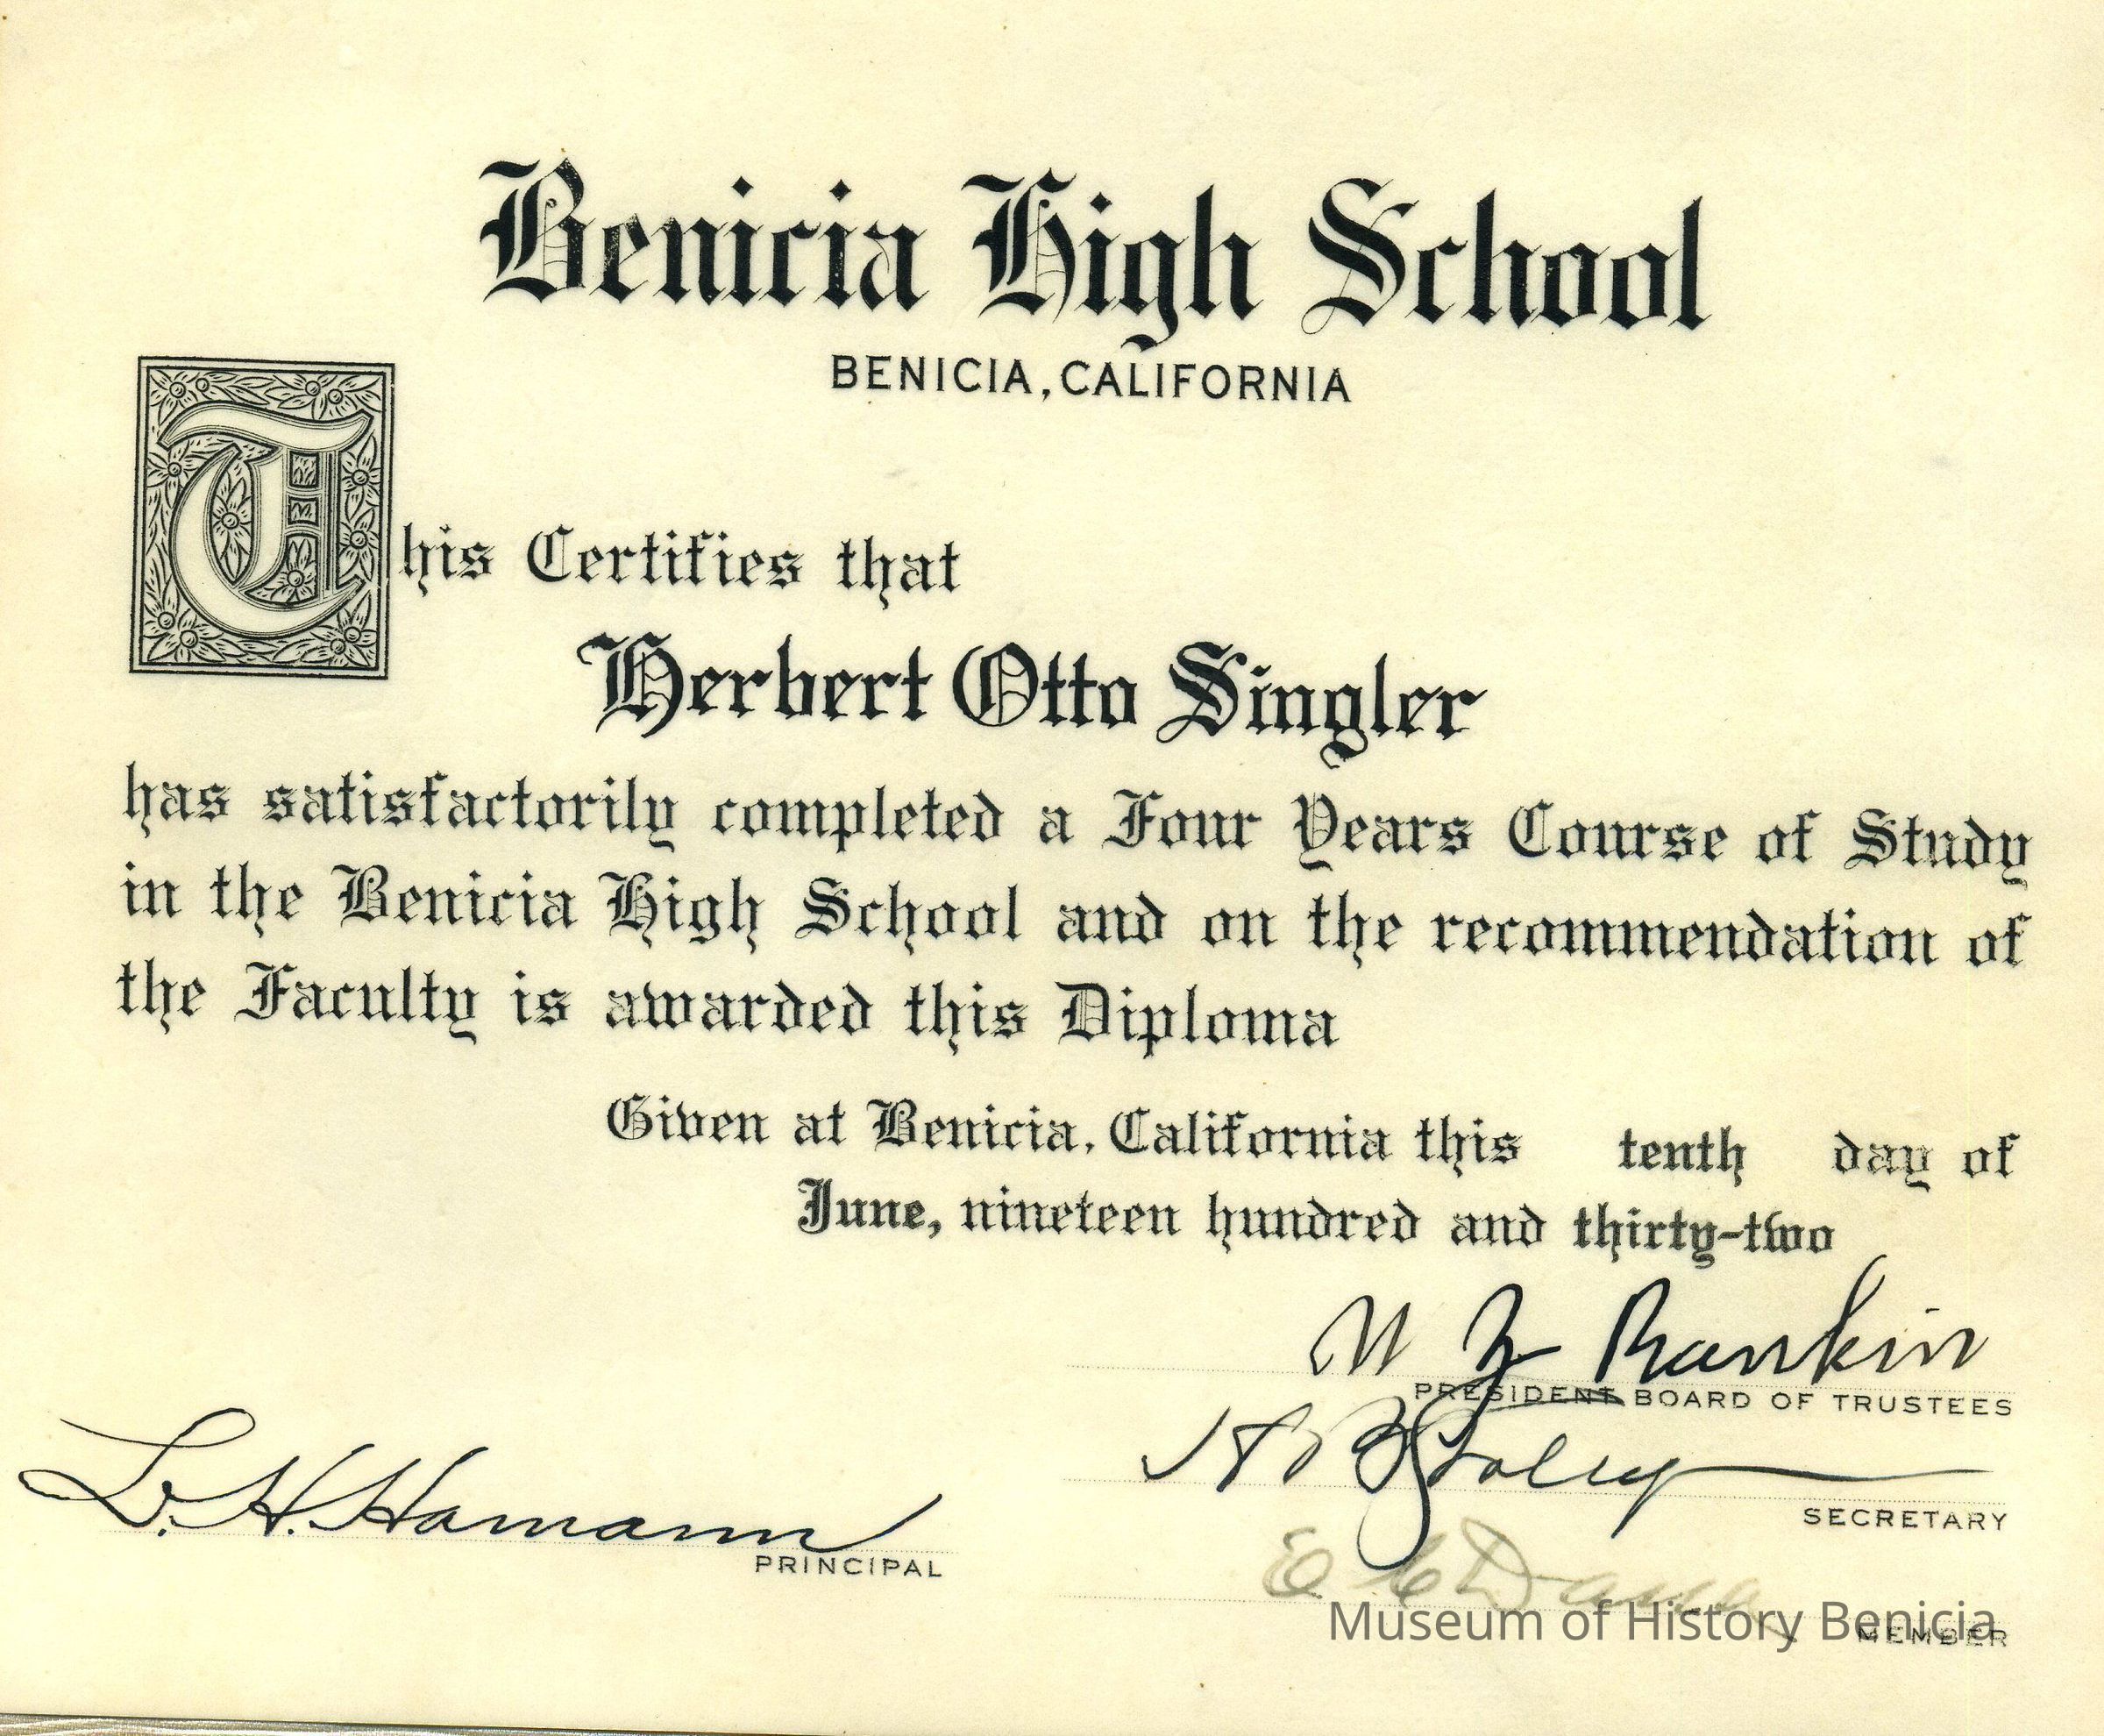 Benicia High School
BENICIA, CALIFORNIA
This Certifies that
Herbert Otto Singler
has satisfactorily completed a Four Years Course of Study
in the Benicia High School and on the recommendation of
the Faculty is awarded this Diploma
Given at Benicia, California this tenth day of
June, nineteen hundred and thirty-two
Rankin
PRESIDENT BOARD OF TRUSTEES
SECRETARY
L. H. Hamann
PRINCIPAL
Museum of History Benicia
MEMBER